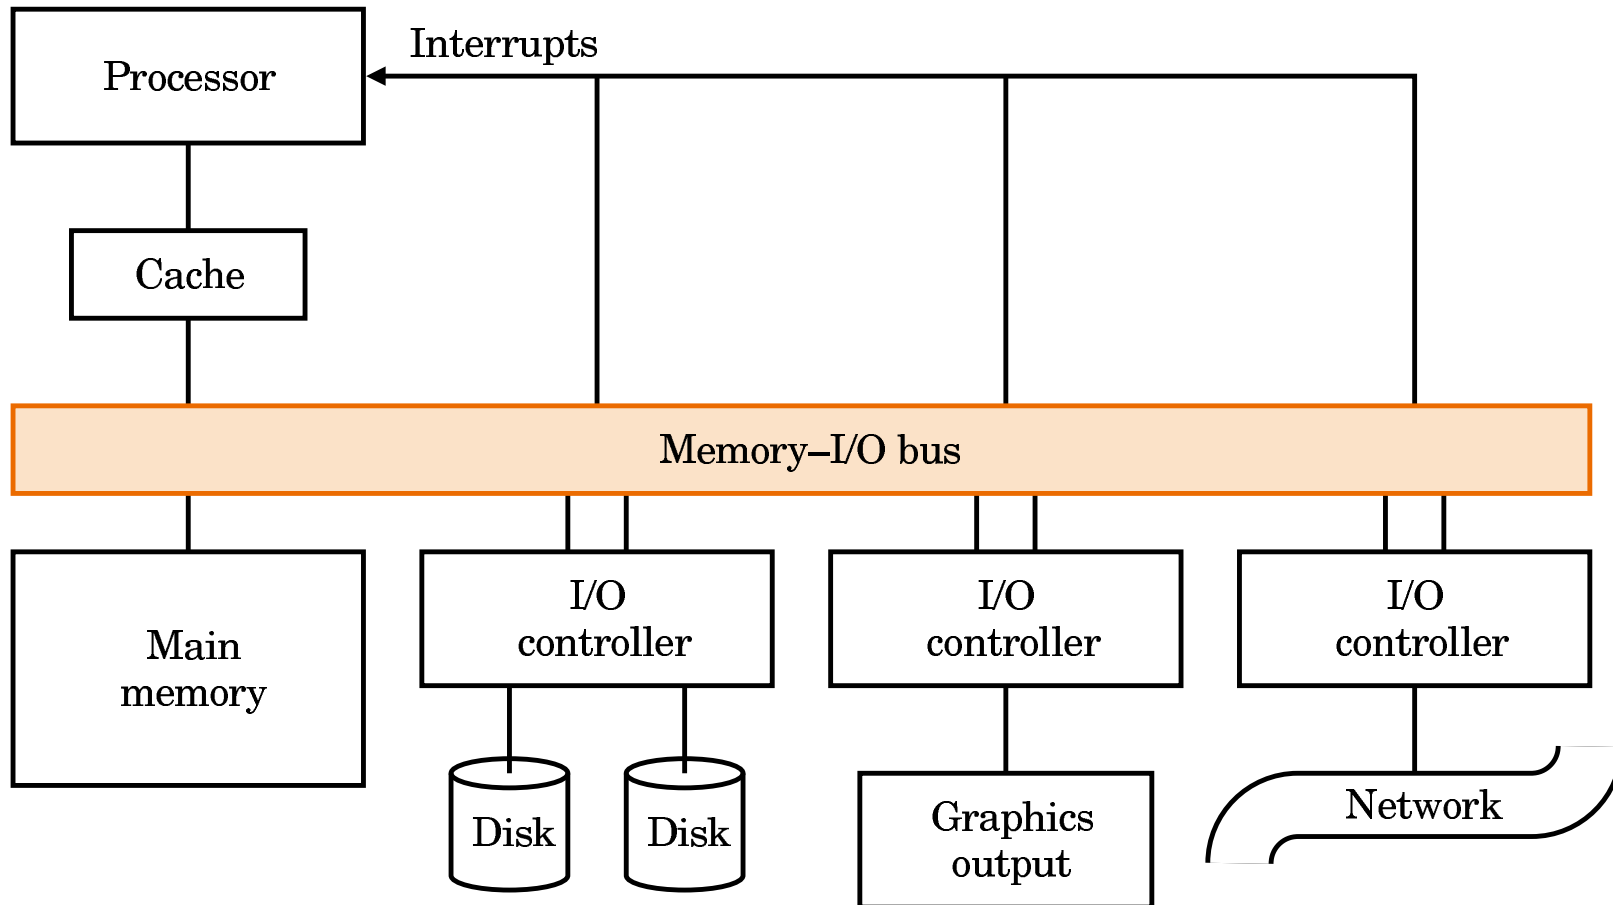 Interrupts
Processor
Cache
Memory–I/O bus
Main
memory
I/O
controller
I/O
controller
I/O
controller
Disk
Disk
Graphics
output
Network